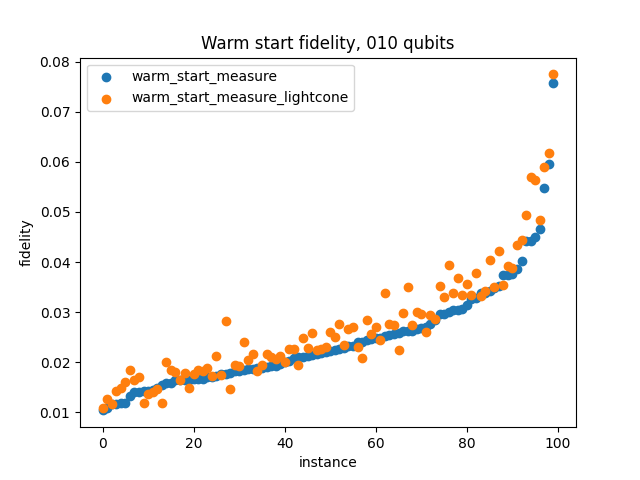 Warm start fidelity, 010 qubits
warm_start_measure
warm_start_measure_lightcone
0.08
0.07
0.06
0.05
0.04
0.03
0.02
0.01
fidelity
0 20 40 60 80 100
instance